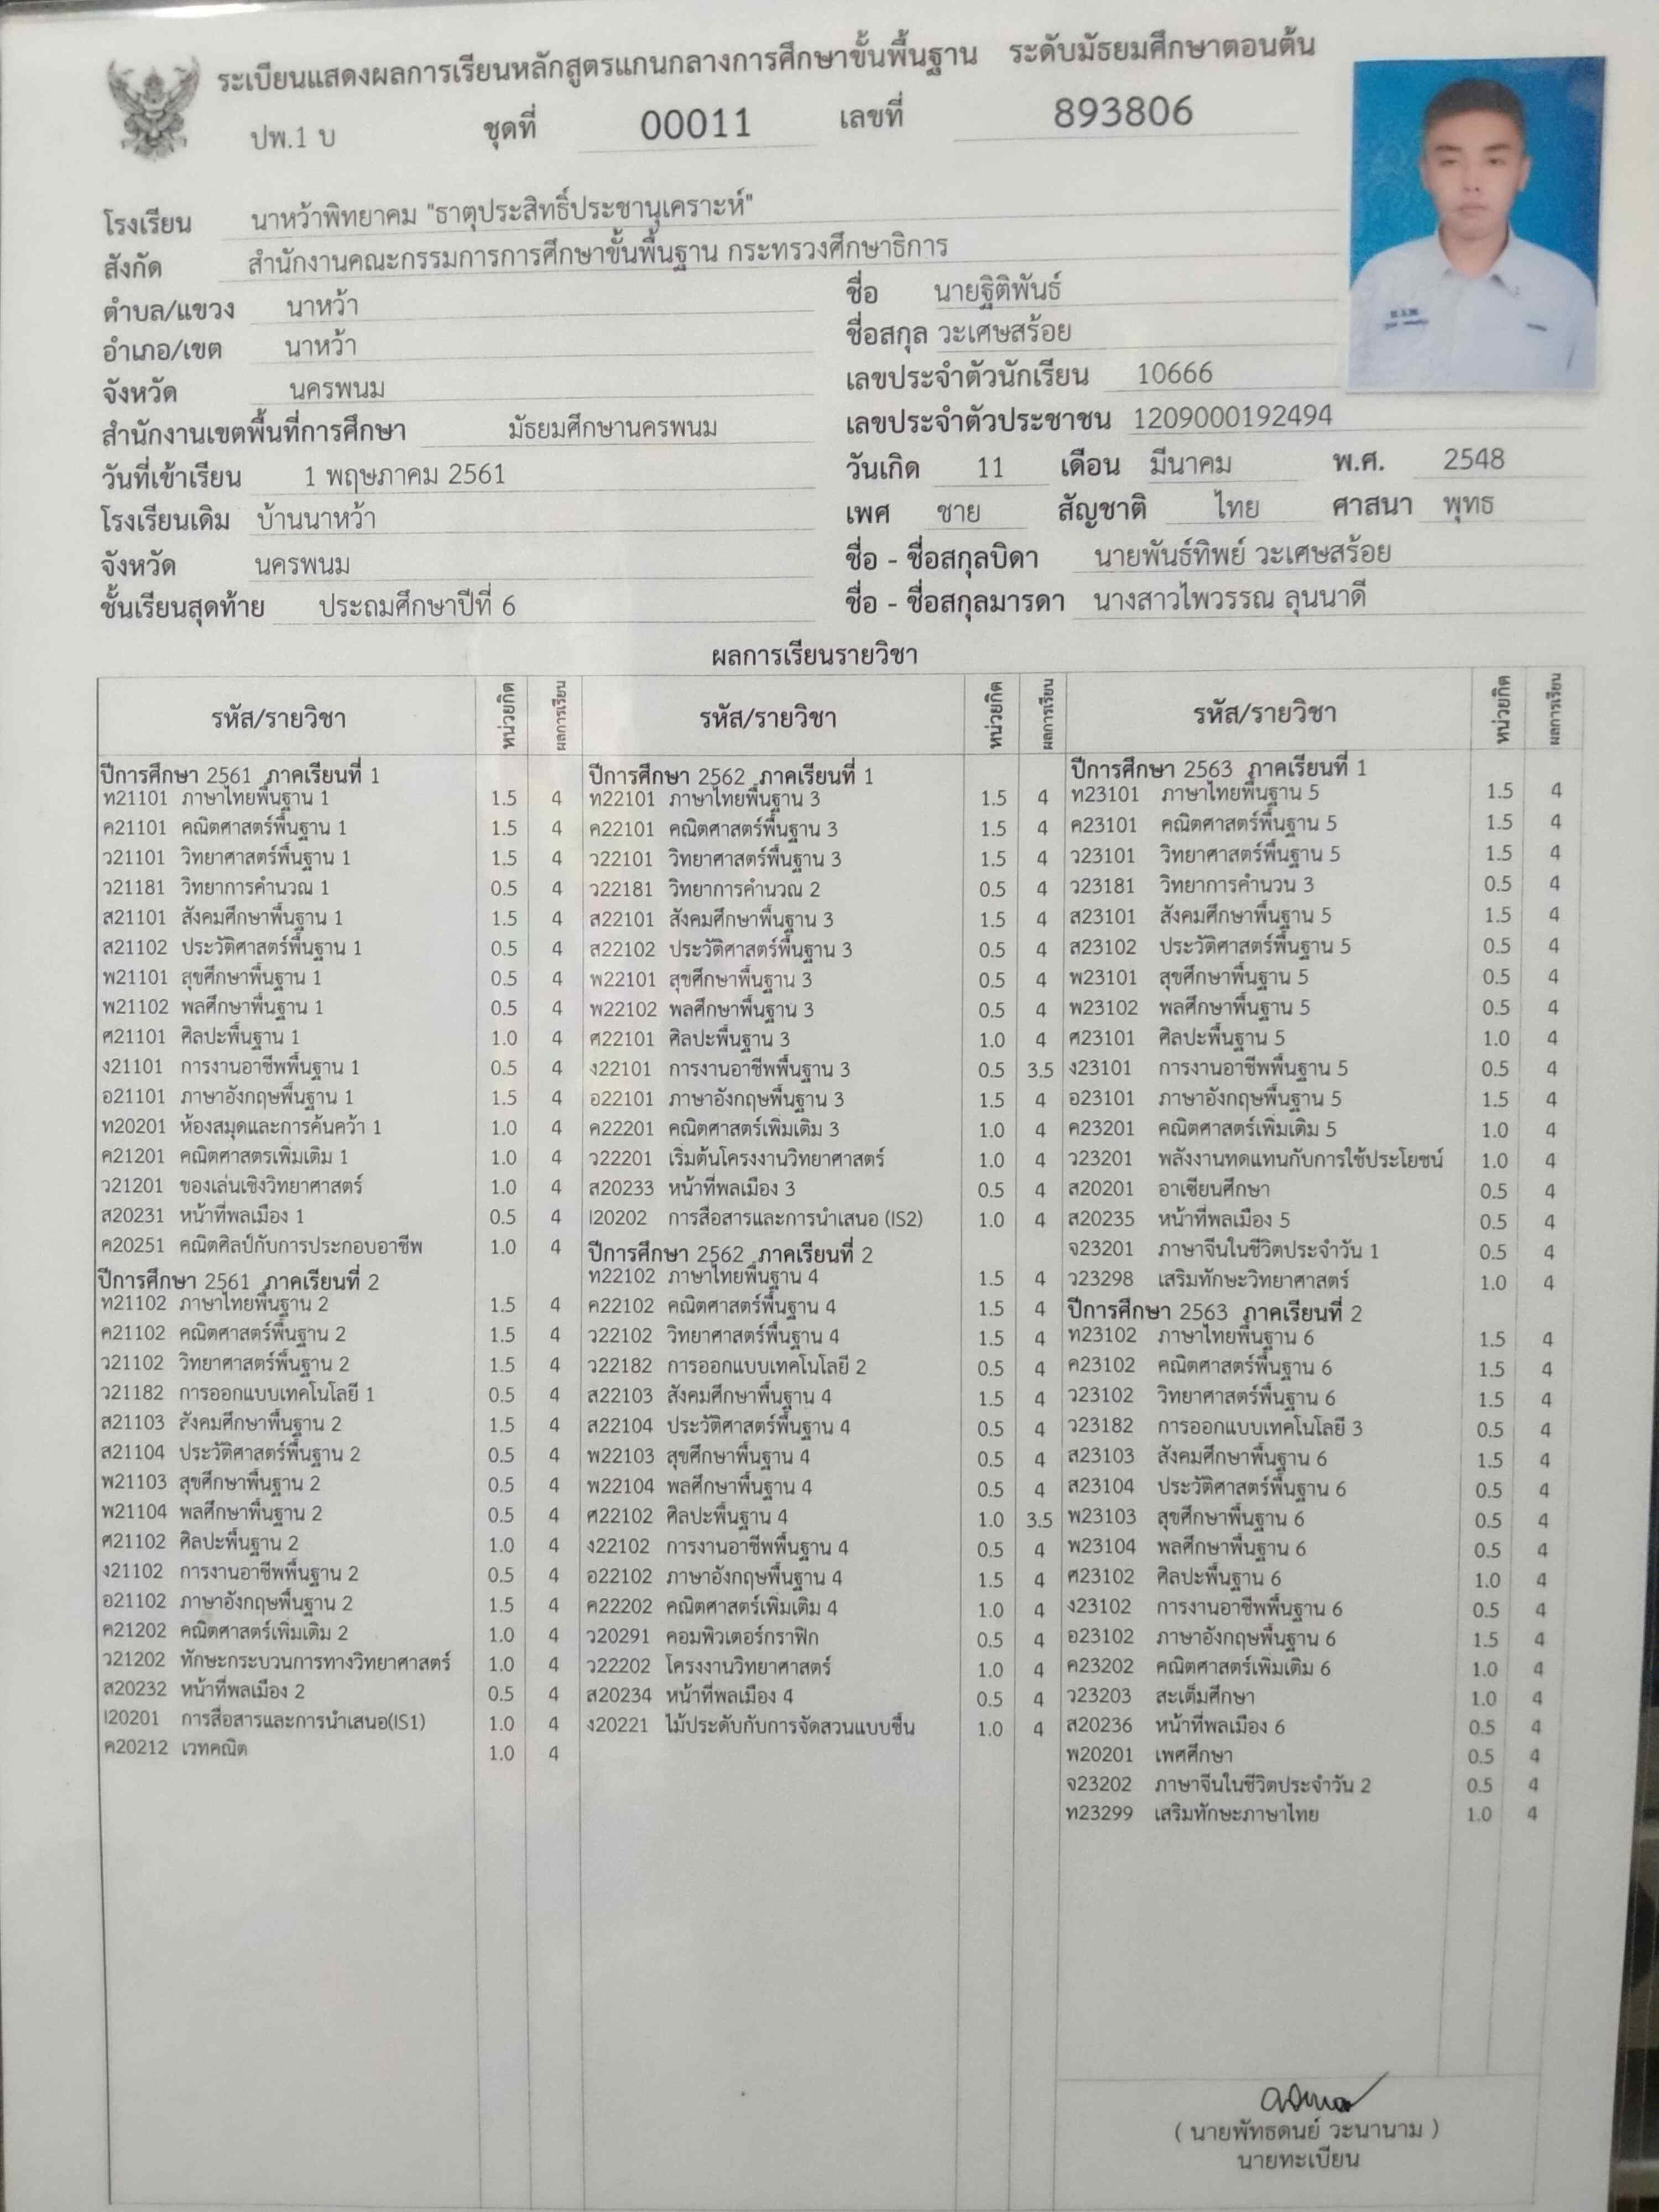 ระเบียนแสดงผลการเรียนหลักสูตรแกนกลางการศึกษาขั้นพื้นฐาน ระดับมัธยมศึกษาตอนต้น
ปพ.1 บ ชุดที่ 00011 เลขที่ 893806
โรงเรียน นาหว้าพิทยาคม "ธาตุประสิทธิ์ประชานุเคราะห์"
สังกัด สำนักงานคณะกรรมการการศึกษาขั้นพื้นฐาน กระทรวงศึกษาธิการ
ตำบล/แขวง นาหว้า
อำเภอ/เขต นาหว้า
จังหวัด นครพนม
สำนักงานเขตพื้นที่การศึกษา มัธยมศึกษานครพนม
วันที่เข้าเรียน 1 พฤษภาคม 2561
โรงเรียนเดิม บ้านนาหว้า
จังหวัด นครพนม
ชั้นเรียนสุดท้าย ประถมศึกษาปีที่ 6
ชื่อ นายฐิติพันธ์
ชื่อสกุล วะเศษสร้อย
เลขประจำตัวนักเรียน 10666
เลขประจำตัวประชาชน 1209000192494
วันเกิด 11 เดือน มีนาคม พ.ศ. 2548
เพศ ชาย สัญชาติ ไทย ศาสนา พุทธ
ชื่อ - ชื่อสกุลบิดา นายพันธ์ทิพย์ วะเศษสร้อย
ชื่อ - ชื่อสกุลมารดา นางสาวไพวรรณ ลุนนาดี
ผลการเรียนรายวิชา
รหัส/รายวิชา หน่วยกิต ผลการเรียน
ปีการศึกษา 2561 ภาคเรียนที่ 1
ท21101 ภาษาไทยพื้นฐาน 1 1.5 4
ค21101 คณิตศาสตร์พื้นฐาน 1 1.5 4
ว21101 วิทยาศาสตร์พื้นฐาน 1 1.5 4
ว21181 วิทยาการคำนวณ 1 0.5 4
ส21101 สังคมศึกษาพื้นฐาน 1 1.5 4
ส21102 ประวัติศาสตร์พื้นฐาน 1 0.5 4
พ21101 สุขศึกษาพื้นฐาน 1 0.5 4
พ21102 พลศึกษาพื้นฐาน 1 0.5 4
ศ21101 ศิลปะพื้นฐาน 1 1.0 4
ง21101 การงานอาชีพพื้นฐาน 1 0.5 4
อ21101 ภาษาอังกฤษพื้นฐาน 1 1.5 4
ท20201 ห้องสมุดและการค้นคว้า 1 1.0 4
ค21201 คณิตศาสตรเพิ่มเติม 1 1.0 4
ว21201 ของเล่นเชิงวิทยาศาสตร์ 1.0 4
ส20231 หน้าที่พลเมือง 1 0.5 4
ค20251 คณิตศิลป์กับการประกอบอาชีพ 1.0 4
ปีการศึกษา 2561 ภาคเรียนที่ 2
ท21102 ภาษาไทยพื้นฐาน 2 1.5 4
ค21102 คณิตศาสตร์พื้นฐาน 2 1.5 4
ว21102 วิทยาศาสตร์พื้นฐาน 2 1.5 4
ว21182 การออกแบบเทคโนโลยี 1 0.5 4
ส21103 สังคมศึกษาพื้นฐาน 2 1.5 4
ส21104 ประวัติศาสตร์พื้นฐาน 2 0.5 4
พ21103 สุขศึกษาพื้นฐาน 2 0.5 4
พ21104 พลศึกษาพื้นฐาน 2 0.5 4
ศ21102 ศิลปะพื้นฐาน 2 1.0 4
ง21102 การงานอาชีพพื้นฐาน 2 0.5 4
อ21102 ภาษาอังกฤษพื้นฐาน 2 1.5 4
ค21202 คณิตศาสตร์เพิ่มเติม 2 1.0 4
ว21202 ทักษะกระบวนการทางวิทยาศาสตร์ 1.0 4
ส20232 หน้าที่พลเมือง 2 0.5 4
I20201 การสื่อสารและการนำเสนอ(IS1) 1.0 4
ค20212 เวทคณิต 1.0 4
รหัส/รายวิชา หน่วยกิต ผลการเรียน
ปีการศึกษา 2562 ภาคเรียนที่ 1
ท22101 ภาษาไทยพื้นฐาน 3 1.5 4
ค22101 คณิตศาสตร์พื้นฐาน 3 1.5 4
ว22101 วิทยาศาสตร์พื้นฐาน 3 1.5 4
ว22181 วิทยาการคำนวณ 2 0.5 4
ส22101 สังคมศึกษาพื้นฐาน 3 1.5 4
ส22102 ประวัติศาสตร์พื้นฐาน 3 0.5 4
พ22101 สุขศึกษาพื้นฐาน 3 0.5 4
พ22102 พลศึกษาพื้นฐาน 3 0.5 4
ศ22101 ศิลปะพื้นฐาน 3 1.0 4
ง22101 การงานอาชีพพื้นฐาน 3 0.5 3.5
อ22101 ภาษาอังกฤษพื้นฐาน 3 1.5 4
ค22201 คณิตศาสตร์เพิ่มเติม 3 1.0 4
ว22201 เริ่มต้นโครงงานวิทยาศาสตร์ 1.0 4
ส20233 หน้าที่พลเมือง 3 0.5 4
I20202 การสื่อสารและการนำเสนอ (IS2) 1.0 4
ปีการศึกษา 2562 ภาคเรียนที่ 2
ท22102 ภาษาไทยพื้นฐาน 4 1.5 4
ค22102 คณิตศาสตร์พื้นฐาน 4 1.5 4
ว22102 วิทยาศาสตร์พื้นฐาน 4 1.5 4
ว22182 การออกแบบเทคโนโลยี 2 0.5 4
ส22103 สังคมศึกษาพื้นฐาน 4 1.5 4
ส22104 ประวัติศาสตร์พื้นฐาน 4 0.5 4
พ22103 สุขศึกษาพื้นฐาน 4 0.5 4
พ22104 พลศึกษาพื้นฐาน 4 0.5 4
ศ22102 ศิลปะพื้นฐาน 4 1.0 3.5
ง22102 การงานอาชีพพื้นฐาน 4 0.5 4
อ22102 ภาษาอังกฤษพื้นฐาน 4 1.5 4
ค22202 คณิตศาสตร์เพิ่มเติม 4 1.0 4
ว20291 คอมพิวเตอร์กราฟิก 0.5 4
ว22202 โครงงานวิทยาศาสตร์ 1.0 4
ส20234 หน้าที่พลเมือง 4 0.5 4
ง20221 ไม้ประดับกับการจัดสวนแบบชื้น 1.0 4
รหัส/รายวิชา หน่วยกิต ผลการเรียน
ปีการศึกษา 2563 ภาคเรียนที่ 1
ท23101 ภาษาไทยพื้นฐาน 5 1.5 4
ค23101 คณิตศาสตร์พื้นฐาน 5 1.5 4
ว23101 วิทยาศาสตร์พื้นฐาน 5 1.5 4
ว23181 วิทยาการคำนวน 3 0.5 4
ส23101 สังคมศึกษาพื้นฐาน 5 1.5 4
ส23102 ประวัติศาสตร์พื้นฐาน 5 0.5 4
พ23101 สุขศึกษาพื้นฐาน 5 0.5 4
พ23102 พลศึกษาพื้นฐาน 5 0.5 4
ศ23101 ศิลปะพื้นฐาน 5 1.0 4
ง23101 การงานอาชีพพื้นฐาน 5 0.5 4
อ23101 ภาษาอังกฤษพื้นฐาน 5 1.5 4
ค23201 คณิตศาสตร์เพิ่มเติม 5 1.0 4
ว23201 พลังงานทดแทนกับการใช้ประโยชน์ 1.0 4
ส20201 อาเซียนศึกษา 0.5 4
ส20235 หน้าที่พลเมือง 5 0.5 4
จ23201 ภาษาจีนในชีวิตประจำวัน 1 0.5 4
ว23298 เสริมทักษะวิทยาศาสตร์ 1.0 4
ปีการศึกษา 2563 ภาคเรียนที่ 2
ท23102 ภาษาไทยพื้นฐาน 6 1.5 4
ค23102 คณิตศาสตร์พื้นฐาน 6 1.5 4
ว23102 วิทยาศาสตร์พื้นฐาน 6 1.5 4
ว23182 การออกแบบเทคโนโลยี 3 0.5 4
ส23103 สังคมศึกษาพื้นฐาน 6 1.5 4
ส23104 ประวัติศาสตร์พื้นฐาน 6 0.5 4
พ23103 สุขศึกษาพื้นฐาน 6 0.5 4
พ23104 พลศึกษาพื้นฐาน 6 0.5 4
ศ23102 ศิลปะพื้นฐาน 6 1.0 4
ง23102 การงานอาชีพพื้นฐาน 6 0.5 4
อ23102 ภาษาอังกฤษพื้นฐาน 6 1.5 4
ค23202 คณิตศาสตร์เพิ่มเติม 6 1.0 4
ว23203 สะเต็มศึกษา 1.0 4
ส20236 หน้าที่พลเมือง 6 0.5 4
พ20201 เพศศึกษา 0.5 4
จ23202 ภาษาจีนในชีวิตประจำวัน 2 0.5 4
ท23299 เสริมทักษะภาษาไทย 1.0 4
( นายพัทธดนย์ วะนานาม )
นายทะเบียน